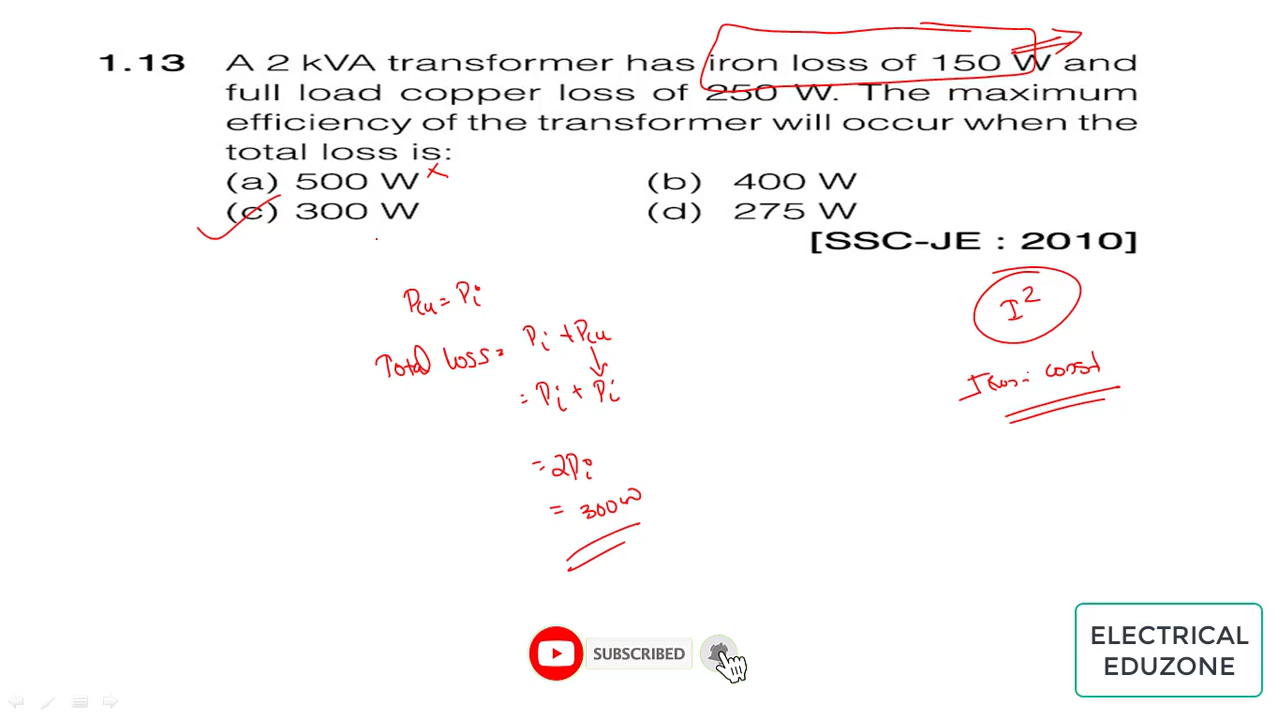 1.13 A 2 kVA transformer has iron loss of 150 W and
full load copper loss of 250 W. The maximum
efficiency of the transformer will occur when the
total loss is:
(a) 500 W × (b) 400 W
(c) 300 W (d) 275 W
[SSC-JE : 2010]
Pcu = Pi
I²
Total loss = Pi + Pcu
= Pi + Pi
Iron: const
= 2Pi
= 300 W
SUBSCRIBED
ELECTRICAL
EDUZONE